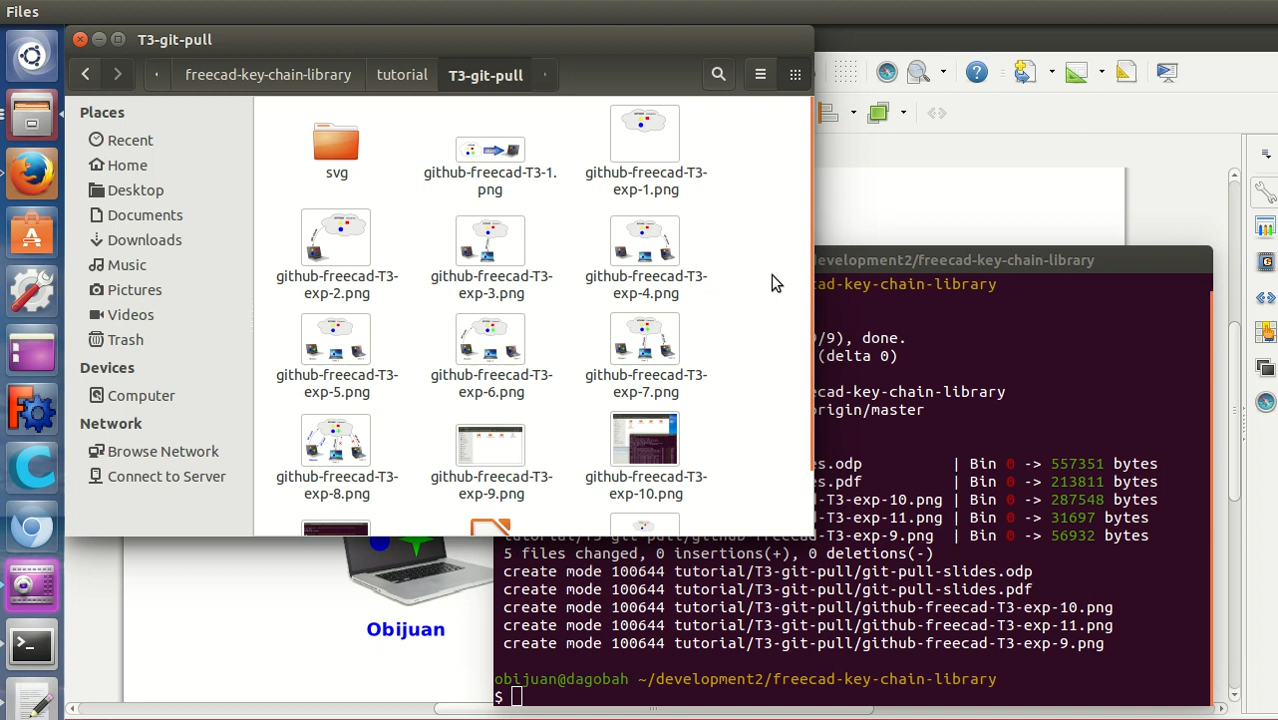 Files
T3-git-pull
freecad-key-chain-library
tutorial
T3-git-pull
Places
Recent
Home
Desktop
Documents
Downloads
Music
Pictures
Videos
Trash
Devices
Computer
Network
Browse Network
Connect to Server
svg
github-freecad-T3-1.
png
github-freecad-T3-
exp-1.png
github-freecad-T3-
exp-2.png
github-freecad-T3-
exp-3.png
github-freecad-T3-
exp-4.png
github-freecad-T3-
exp-5.png
github-freecad-T3-
exp-6.png
github-freecad-T3-
exp-7.png
github-freecad-T3-
exp-8.png
github-freecad-T3-
exp-9.png
github-freecad-T3-
exp-10.png
development2/freecad-key-chain-library
cad-key-chain-library
/9), done.
(delta 0)
ecad-key-chain-library
origin/master
es.odp | Bin 0 -> 557351 bytes
es.pdf | Bin 0 -> 213811 bytes
d-T3-exp-10.png | Bin 0 -> 287548 bytes
d-T3-exp-11.png | Bin 0 -> 31697 bytes
tutorial/T3-git-pull/github-freecad-T3-exp-9.png | Bin 0 -> 56932 bytes
5 files changed, 0 insertions(+), 0 deletions(-)
create mode 100644 tutorial/T3-git-pull/git-pull-slides.odp
create mode 100644 tutorial/T3-git-pull/git-pull-slides.pdf
create mode 100644 tutorial/T3-git-pull/github-freecad-T3-exp-10.png
create mode 100644 tutorial/T3-git-pull/github-freecad-T3-exp-11.png
create mode 100644 tutorial/T3-git-pull/github-freecad-T3-exp-9.png
obijuan@dagobah ~/development2/freecad-key-chain-library
$
Obijuan